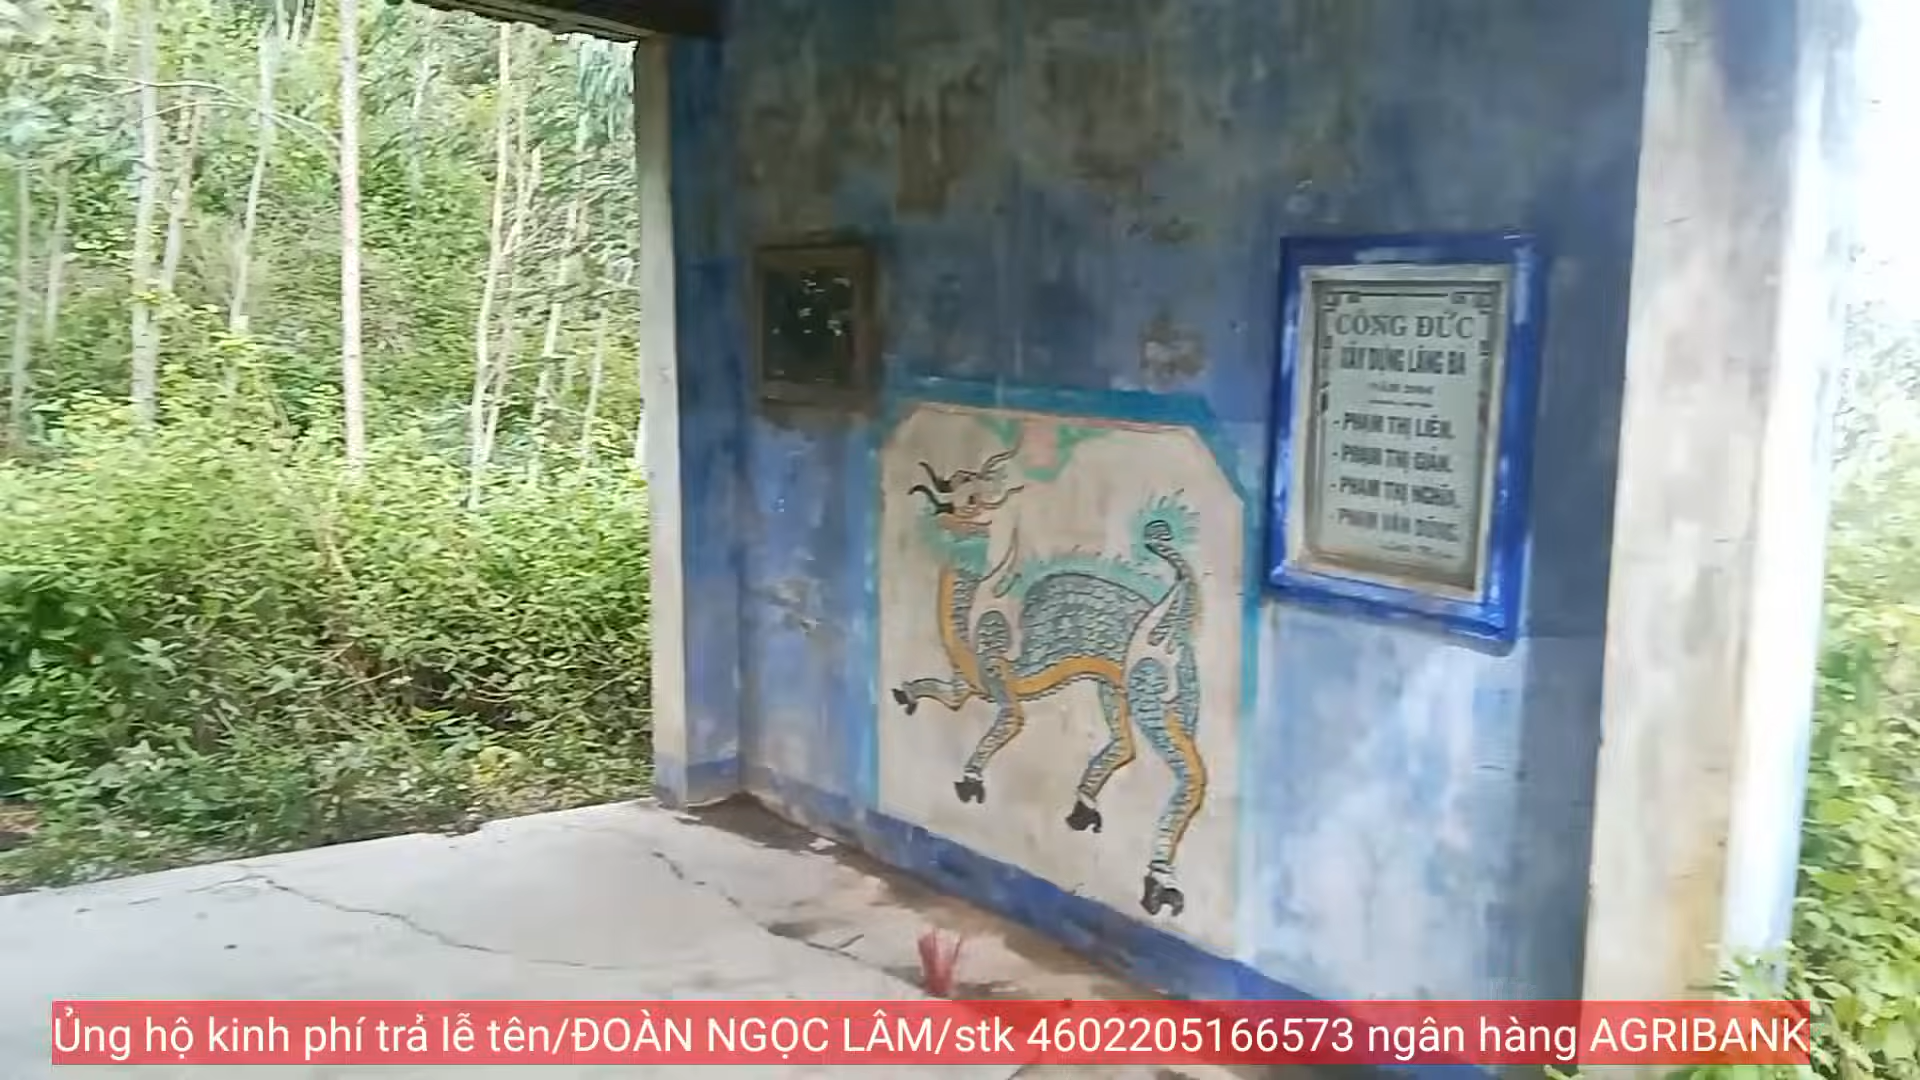 CÔNG ĐỨC
XÂY DỰNG LĂNG BA
- PHẠM THỊ LIÊN.
- PHẠM THỊ GIÁN.
- PHẠM THỊ NGHĨA.
- PHẠM VĂN DŨNG.
Ủng hộ kinh phí trả lễ tên/ĐOÀN NGỌC LÂM/stk 4602205166573 ngân hàng AGRIBANK